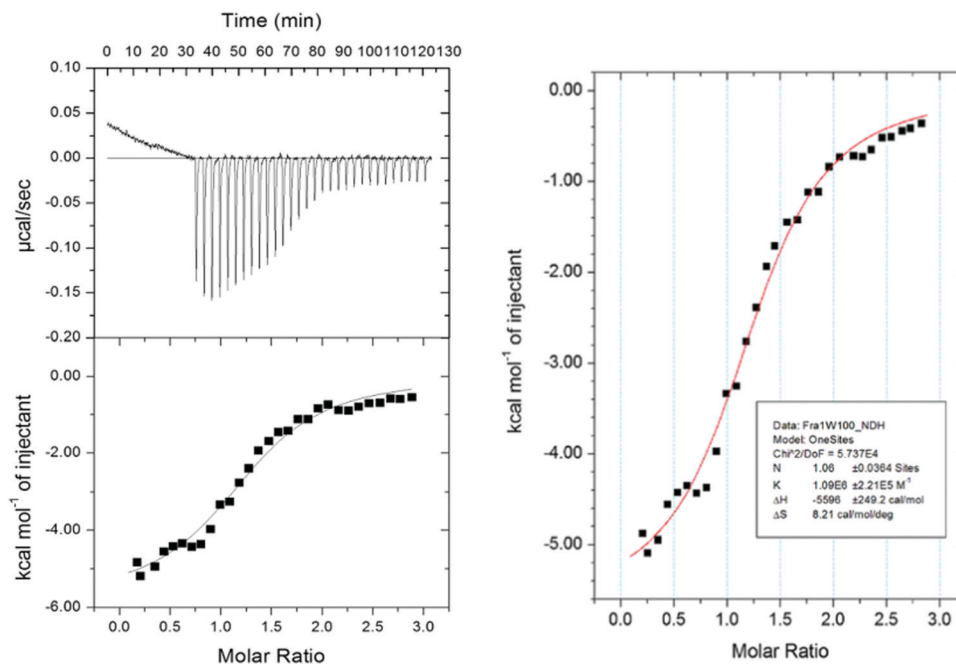 Time (min)
0 10 20 30 40 50 60 70 80 90 100 110 120 130
0.10
0.05
0.00
-0.05
-0.10
-0.15
-0.20
µcal/sec
0.00
-2.00
-4.00
-6.00
kcal mol⁻¹ of injectant
0.0 0.5 1.0 1.5 2.0 2.5 3.0
Molar Ratio
0.00
-1.00
-2.00
-3.00
-4.00
-5.00
kcal mol⁻¹ of injectant
Data: Fra1W100_NDH
Model: OneSites
Chi^2/DoF = 5.737E4
N 1.06 ±0.0364 Sites
K 1.09E6 ±2.21E5 M⁻¹
ΔH -5596 ±249.2 cal/mol
ΔS 8.21 cal/mol/deg
0.0 0.5 1.0 1.5 2.0 2.5 3.0
Molar Ratio